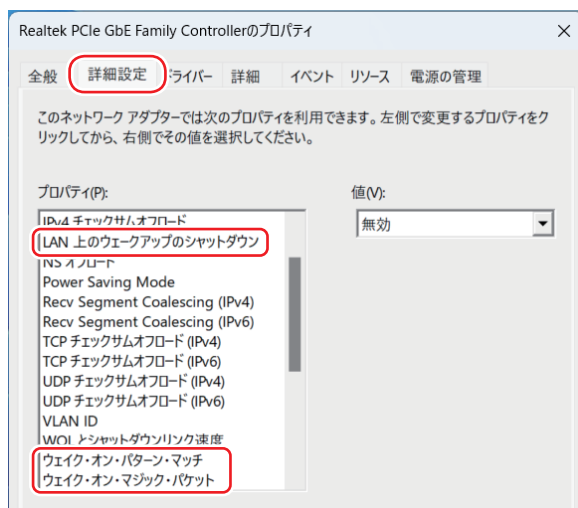 Realtek PCIe GbE Family Controllerのプロパティ
全般 詳細設定 ドライバー 詳細 イベント リソース 電源の管理
このネットワーク アダプターでは次のプロパティを利用できます。左側で変更するプロパティをク
リックしてから、右側でその値を選択してください。
プロパティ(P):
値(V):
IPv4 チェックサムオフロード
無効
LAN 上のウェークアップのシャットダウン
NS オフロード
Power Saving Mode
Recv Segment Coalescing (IPv4)
Recv Segment Coalescing (IPv6)
TCP チェックサムオフロード (IPv4)
TCP チェックサムオフロード (IPv6)
UDP チェックサムオフロード (IPv4)
UDP チェックサムオフロード (IPv6)
VLAN ID
WOL とシャットダウンリンク速度
ウェイク・オン・パターン・マッチ
ウェイク・オン・マジック・パケット